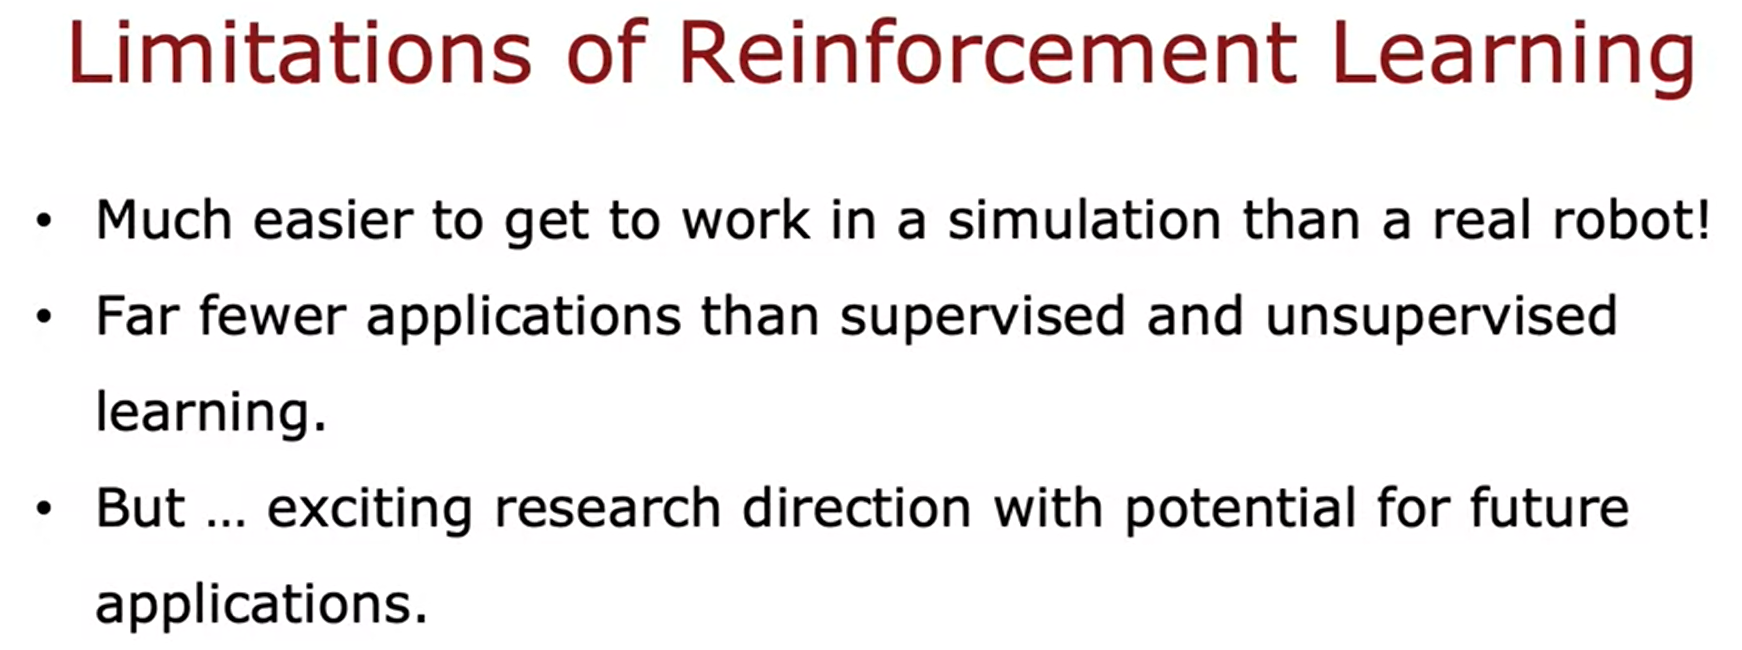 Limitations of Reinforcement Learning
• Much easier to get to work in a simulation than a real robot!
• Far fewer applications than supervised and unsupervised
learning.
• But ... exciting research direction with potential for future
applications.